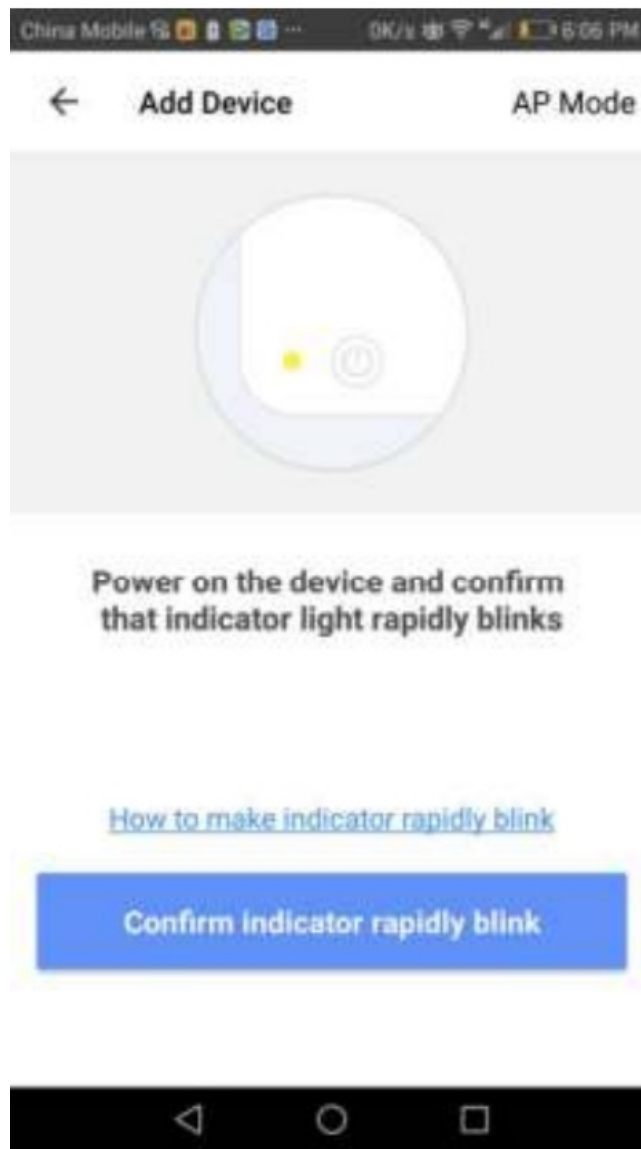 China Mobile 0K/s 6:06 PM
Add Device AP Mode
Power on the device and confirm
that indicator light rapidly blinks
How to make indicator rapidly blink
Confirm indicator rapidly blink